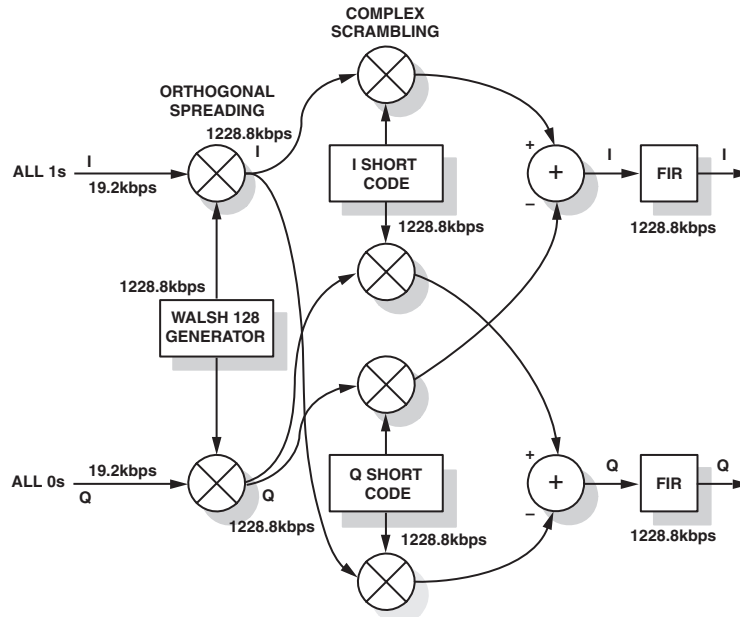 COMPLEX
SCRAMBLING
ORTHOGONAL
SPREADING
1228.8kbps
I
I
ALL 1s
19.2kbps
I SHORT
CODE
+
–
+
I
FIR
I
1228.8kbps
1228.8kbps
1228.8kbps
WALSH 128
GENERATOR
ALL 0s
19.2kbps
Q
Q
1228.8kbps
Q SHORT
CODE
+
–
+
Q
FIR
Q
1228.8kbps
1228.8kbps